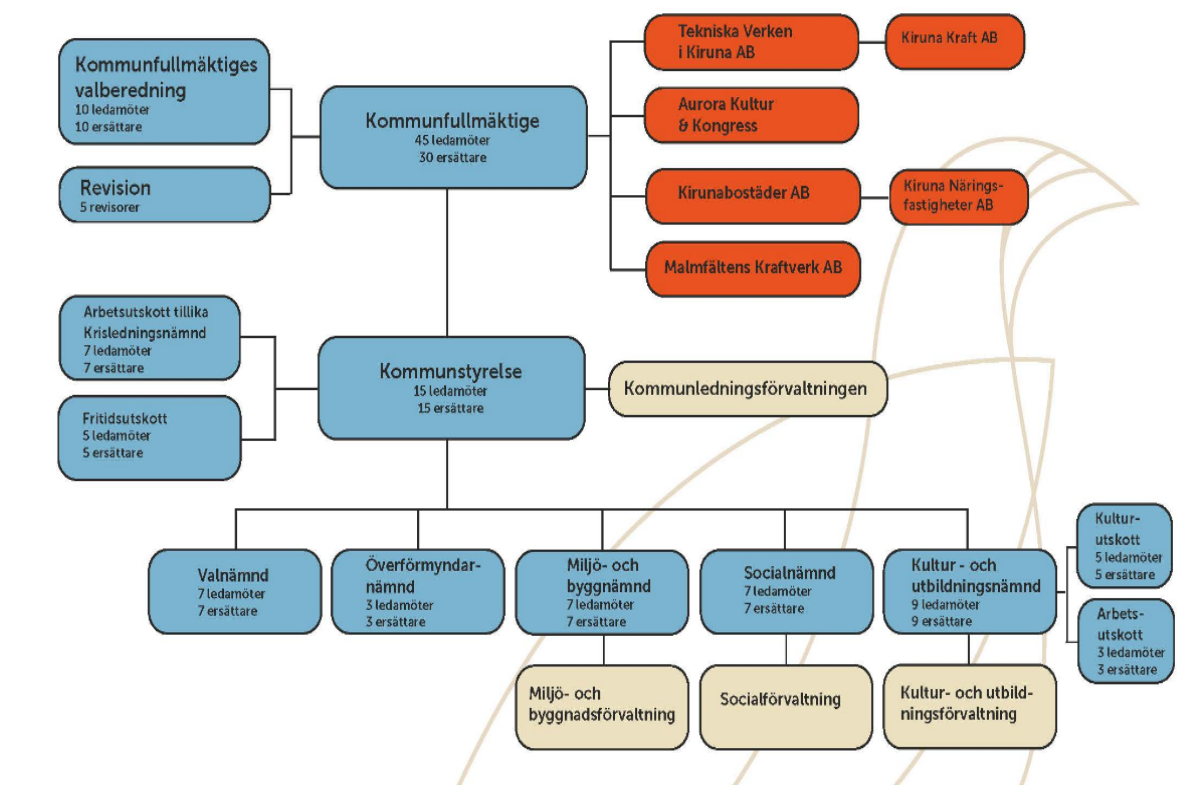 Kommunfullmäktiges
valberedning
10 ledamöter
10 ersättare
Revision
5 revisorer
Kommunfullmäktige
45 ledamöter
30 ersättare
Tekniska Verken
i Kiruna AB
Kiruna Kraft AB
Aurora Kultur
& Kongress
Kirunabostäder AB
Kiruna Närings-
fastigheter AB
Malmfältens Kraftverk AB
Arbetsutskott tillika
Krisledningsnämnd
7 ledamöter
7 ersättare
Fritidsutskott
5 ledamöter
5 ersättare
Kommunstyrelse
15 ledamöter
15 ersättare
Kommunledningsförvaltningen
Valnämnd
7 ledamöter
7 ersättare
Överförmyndar-
nämnd
3 ledamöter
3 ersättare
Miljö- och
byggnämnd
7 ledamöter
7 ersättare
Socialnämnd
7 ledamöter
7 ersättare
Kultur - och
utbildningsnämnd
9 ledamöter
9 ersättare
Kultur-
utskott
5 ledamöter
5 ersättare
Arbets-
utskott
3 ledamöter
3 ersättare
Miljö- och
byggnadsförvaltning
Socialförvaltning
Kultur- och utbild-
ningsförvaltning